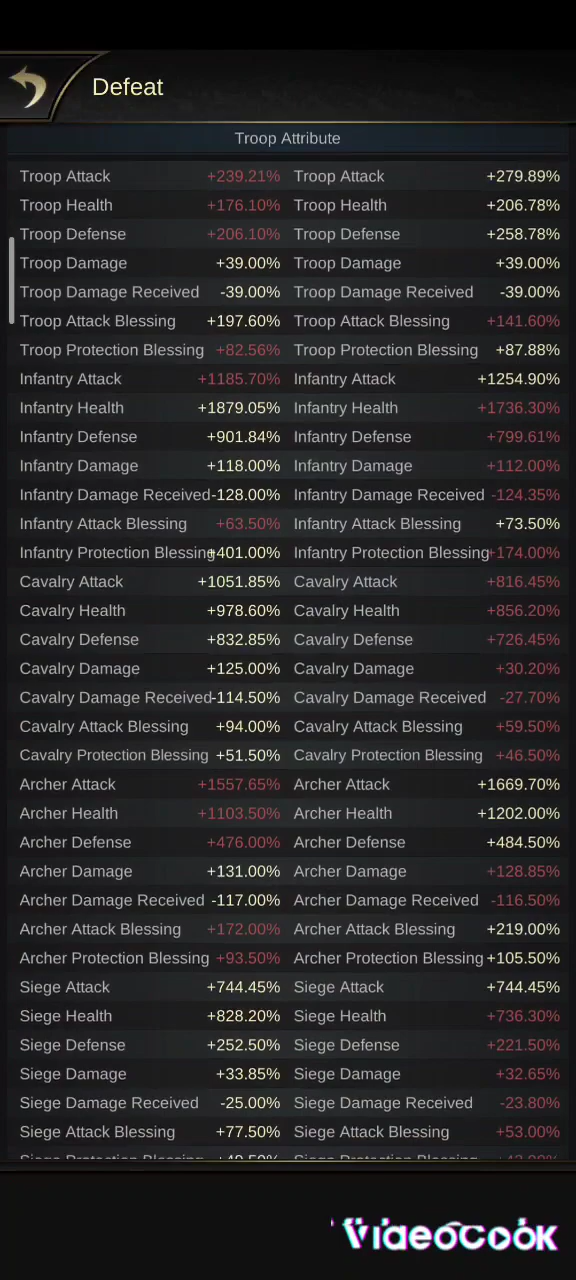 Defeat
Troop Attribute
Troop Attack +239.21% Troop Attack +279.89%
Troop Health +176.10% Troop Health +206.78%
Troop Defense +206.10% Troop Defense +258.78%
Troop Damage +39.00% Troop Damage +39.00%
Troop Damage Received -39.00% Troop Damage Received -39.00%
Troop Attack Blessing +197.60% Troop Attack Blessing +141.60%
Troop Protection Blessing +82.56% Troop Protection Blessing +87.88%
Infantry Attack +1185.70% Infantry Attack +1254.90%
Infantry Health +1879.05% Infantry Health +1736.30%
Infantry Defense +901.84% Infantry Defense +799.61%
Infantry Damage +118.00% Infantry Damage +112.00%
Infantry Damage Received -128.00% Infantry Damage Received -124.35%
Infantry Attack Blessing +63.50% Infantry Attack Blessing +73.50%
Infantry Protection Blessing +401.00% Infantry Protection Blessing +174.00%
Cavalry Attack +1051.85% Cavalry Attack +816.45%
Cavalry Health +978.60% Cavalry Health +856.20%
Cavalry Defense +832.85% Cavalry Defense +726.45%
Cavalry Damage +125.00% Cavalry Damage +30.20%
Cavalry Damage Received -114.50% Cavalry Damage Received -27.70%
Cavalry Attack Blessing +94.00% Cavalry Attack Blessing +59.50%
Cavalry Protection Blessing +51.50% Cavalry Protection Blessing +46.50%
Archer Attack +1557.65% Archer Attack +1669.70%
Archer Health +1103.50% Archer Health +1202.00%
Archer Defense +476.00% Archer Defense +484.50%
Archer Damage +131.00% Archer Damage +128.85%
Archer Damage Received -117.00% Archer Damage Received -116.50%
Archer Attack Blessing +172.00% Archer Attack Blessing +219.00%
Archer Protection Blessing +93.50% Archer Protection Blessing +105.50%
Siege Attack +744.45% Siege Attack +744.45%
Siege Health +828.20% Siege Health +736.30%
Siege Defense +252.50% Siege Defense +221.50%
Siege Damage +33.85% Siege Damage +32.65%
Siege Damage Received -25.00% Siege Damage Received -23.80%
Siege Attack Blessing +77.50% Siege Attack Blessing +53.00%
Siege Protection Blessing Siege Protection Blessing
VideoCook